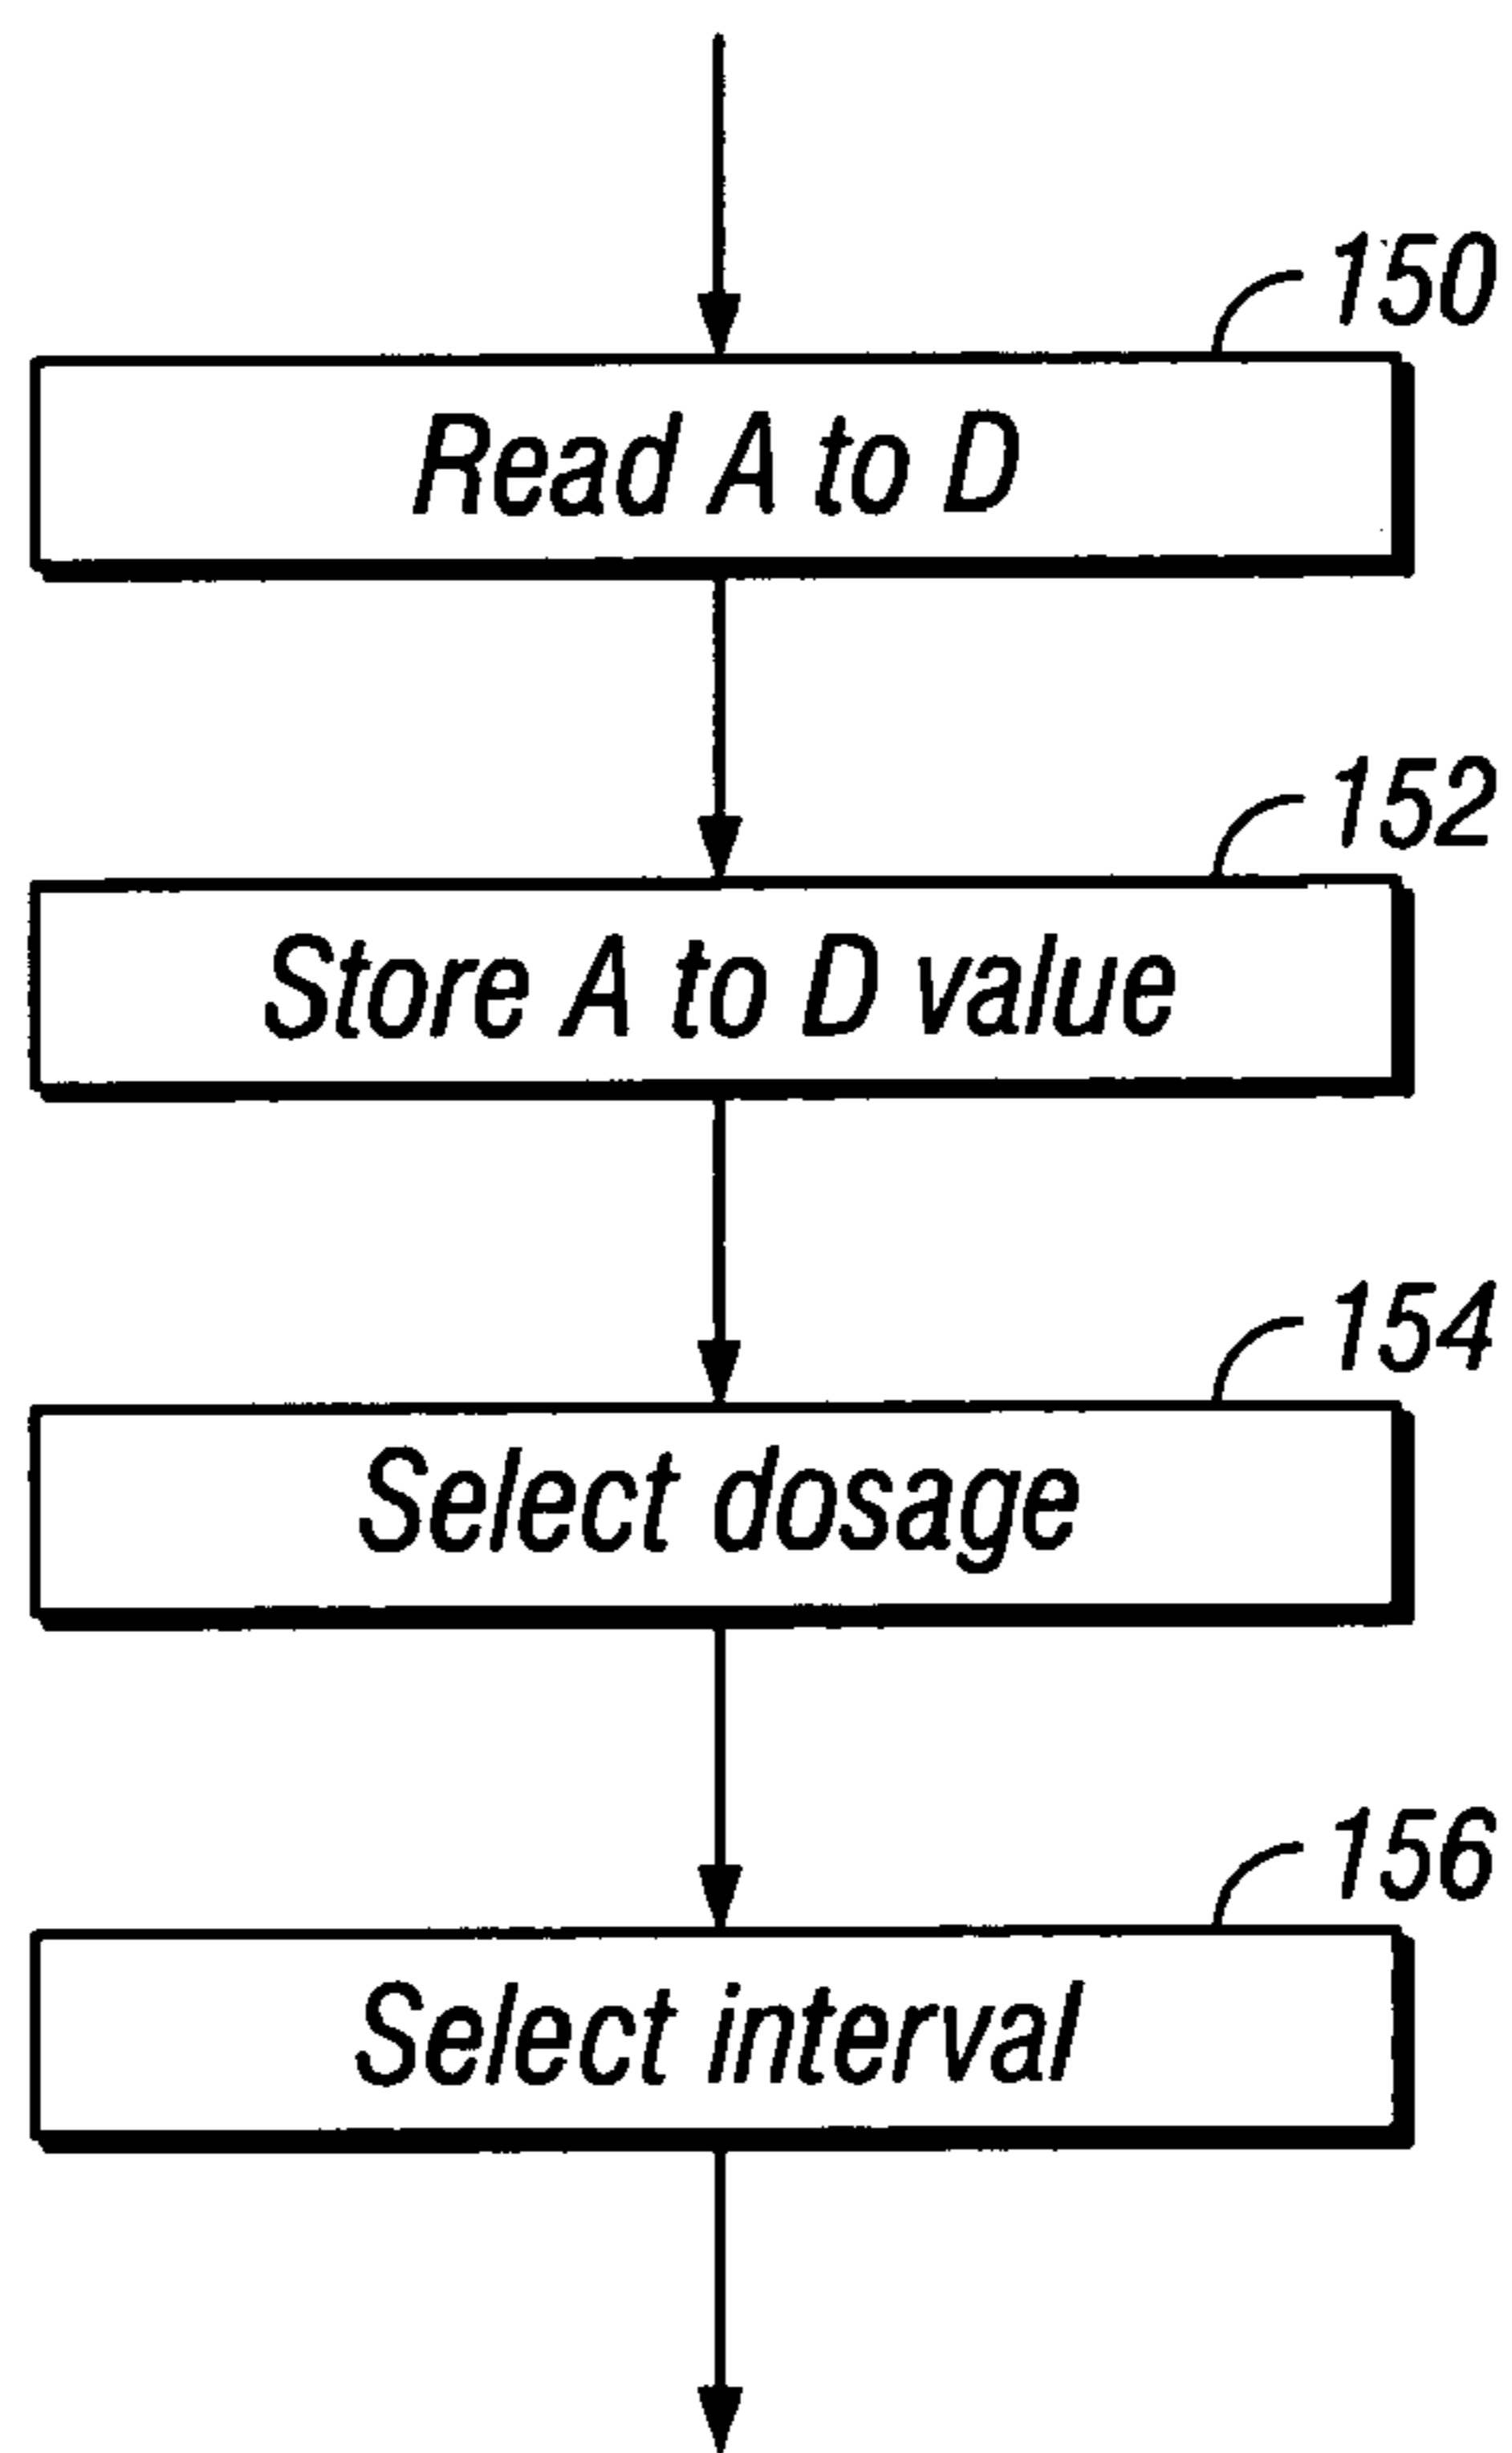 150
Read A to D
152
Store A to D value
154
Select dosage
156
Select interval